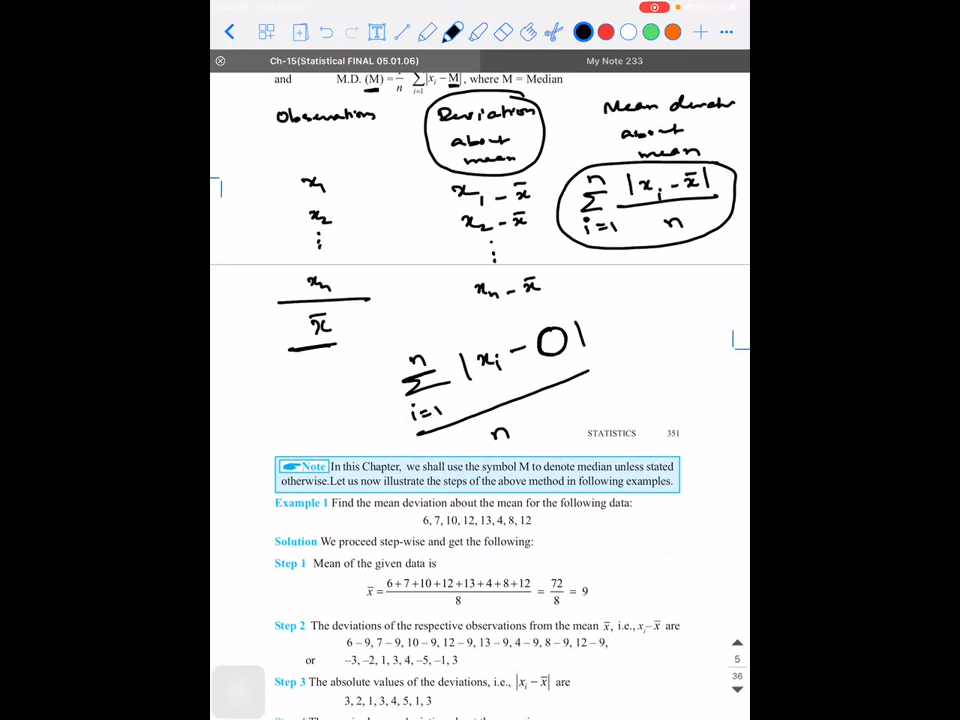 Ch-15(Statistical FINAL 05.01.06)
My Note 233
and M.D. (M) = 1/n ∑ i=1 |xᵢ – M|, where M = Median
Observation
Deviation about mean
Mean deviation about mean
x₁
x₁ - x̄
n ∑ i=1 |xᵢ - x̄| / n
x₂
x₂ - x̄
⋮
⋮
xₙ
xₙ - x̄
x̄
n ∑ i=1 |xᵢ - 0| / n
STATISTICS 351
Note In this Chapter, we shall use the symbol M to denote median unless stated
otherwise.Let us now illustrate the steps of the above method in following examples.
Example 1 Find the mean deviation about the mean for the following data:
6, 7, 10, 12, 13, 4, 8, 12
Solution We proceed step-wise and get the following:
Step 1 Mean of the given data is
x̄ = 6+7+10+12+13+4+8+12 / 8 = 72 / 8 = 9
Step 2 The deviations of the respective observations from the mean x̄, i.e., xᵢ– x̄ are
6 – 9, 7 – 9, 10 – 9, 12 – 9, 13 – 9, 4 – 9, 8 – 9, 12 – 9,
or –3, –2, 1, 3, 4, –5, –1, 3
Step 3 The absolute values of the deviations, i.e., |xᵢ – x̄| are
3, 2, 1, 3, 4, 5, 1, 3
5
36